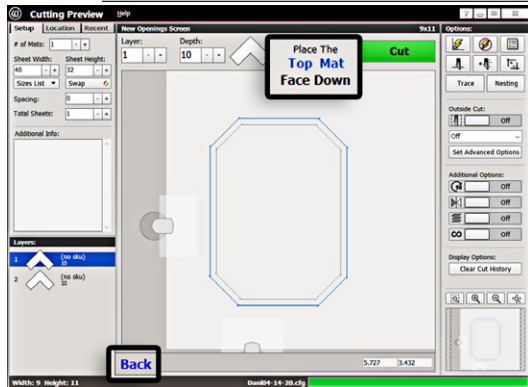 Cutting Preview
Help
Setup
Location
Recent
# of Mats: 1
Sheet Width:
Sheet Height:
40
32
Sizes List
Swap
Spacing:
0
Total Sheets:
1
Additional Info:
Layers:
1
(no sku)
10
2
(no sku)
10
New Openings Screen
9x11
Layer:
Depth:
1
10
Place The
Top Mat
Face Down
Cut
Back
5.727
3.432
Options:
Trace
Nesting
Outside Cut:
Off
Off
Set Advanced Options
Additional Options:
Off
Off
Off
Off
Display Options:
Clear Cut History
Width: 9 Height: 11
Dani04-14-20.cfg